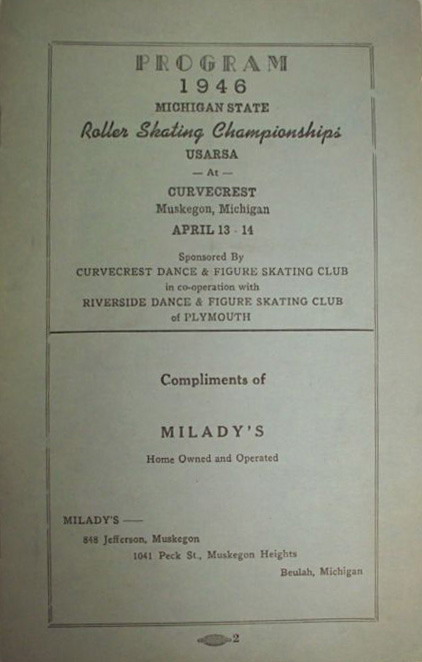 PROGRAM
1946
MICHIGAN STATE
Roller Skating Championships
USARSA
— At —
CURVECREST
Muskegon, Michigan
APRIL 13 - 14
Sponsored By
CURVECREST DANCE & FIGURE SKATING CLUB
in co-operation with
RIVERSIDE DANCE & FIGURE SKATING CLUB
of PLYMOUTH
Compliments of
MILADY'S
Home Owned and Operated
MILADY'S —
848 Jefferson, Muskegon
1041 Peck St., Muskegon Heights
Beulah, Michigan
2